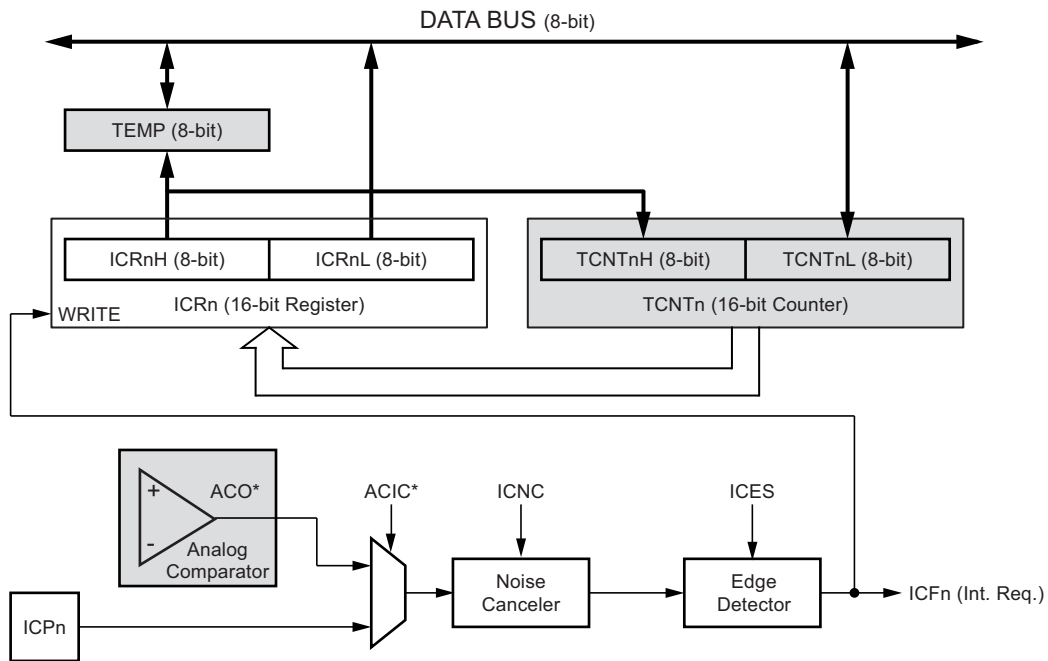 DATA BUS (8-bit)
TEMP (8-bit)
ICRnH (8-bit)
ICRnL (8-bit)
TCNTnH (8-bit)
TCNTnL (8-bit)
WRITE
ICRn (16-bit Register)
TCNTn (16-bit Counter)
+
-
ACO*
Analog
Comparator
ACIC*
ICNC
ICES
ICPn
Noise
Canceler
Edge
Detector
ICFn (Int. Req.)